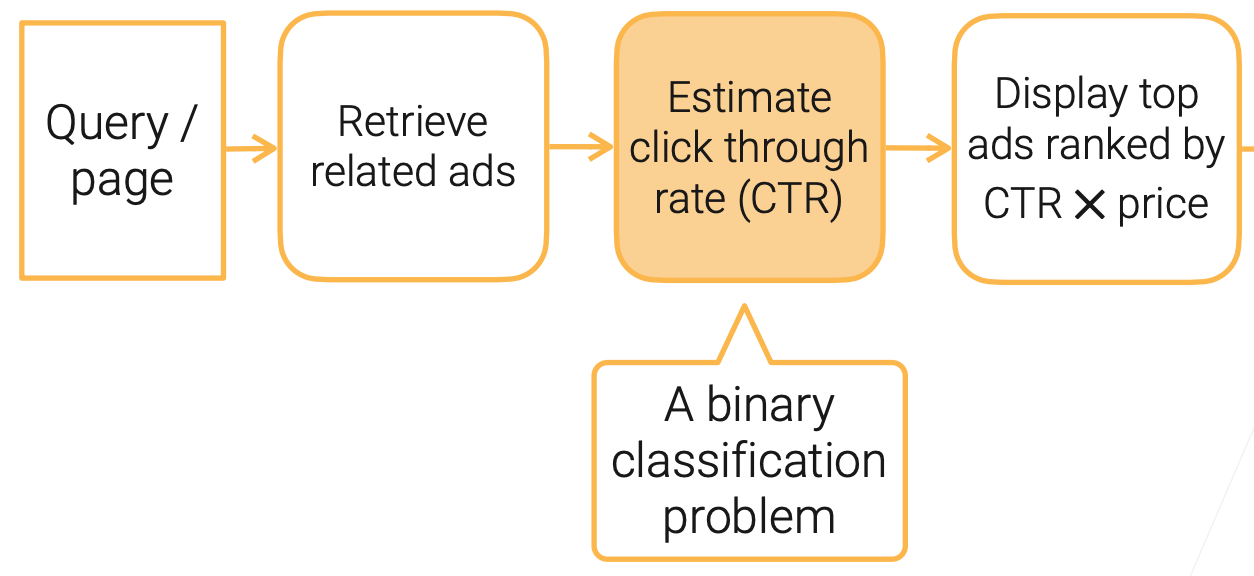 Query /
page
Retrieve
related ads
Estimate
click through
rate (CTR)
Display top
ads ranked by
CTR × price
A binary
classification
problem